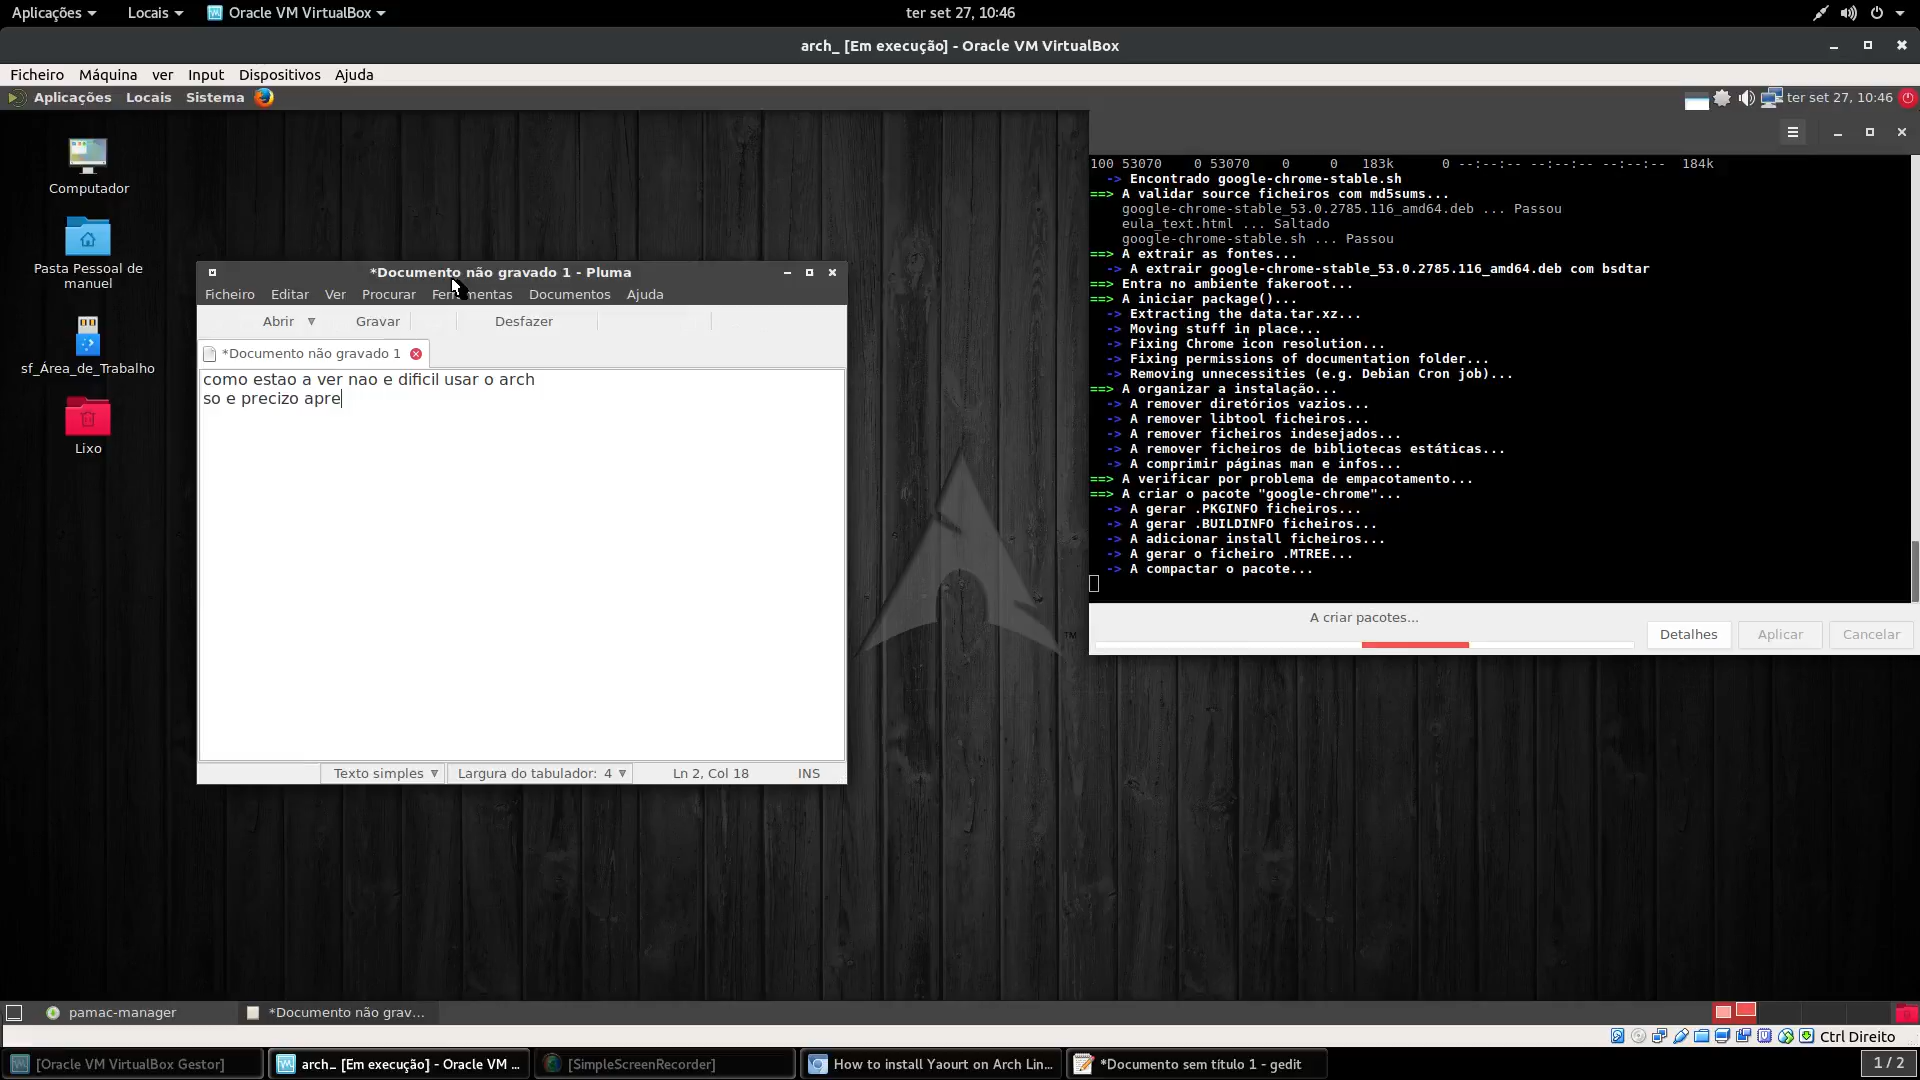 Aplicações Locais Oracle VM VirtualBox ter set 27, 10:46
arch_ [Em execução] - Oracle VM VirtualBox
Ficheiro Máquina ver Input Dispositivos Ajuda
Aplicações Locais Sistema ter set 27, 10:46
Computador
Pasta Pessoal de
manuel
sf_Área_de_Trabalho
Lixo
*Documento não gravado 1 - Pluma
Ficheiro Editar Ver Procurar Ferramentas Documentos Ajuda
Abrir Gravar Desfazer
*Documento não gravado 1
como estao a ver nao e dificil usar o arch
so e precizo apre
Texto simples Largura do tabulador: 4 Ln 2, Col 18 INS
100 53070 0 53070 0 0 183k 0 --:--:-- --:--:-- --:--:-- 184k
-> Encontrado google-chrome-stable.sh
==> A validar source ficheiros com md5sums...
google-chrome-stable_53.0.2785.116_amd64.deb ... Passou
eula_text.html ... Saltado
google-chrome-stable.sh ... Passou
==> A extrair as fontes...
-> A extrair google-chrome-stable_53.0.2785.116_amd64.deb com bsdtar
==> Entra no ambiente fakeroot...
==> A iniciar package()...
-> Extracting the data.tar.xz...
-> Moving stuff in place...
-> Fixing Chrome icon resolution...
-> Fixing permissions of documentation folder...
-> Removing unnecessities (e.g. Debian Cron job)...
==> A organizar a instalação...
-> A remover diretórios vazios...
-> A remover libtool ficheiros...
-> A remover ficheiros indesejados...
-> A remover ficheiros de bibliotecas estáticas...
-> A comprimir páginas man e infos...
==> A verificar por problema de empacotamento...
==> A criar o pacote "google-chrome"...
-> A gerar .PKGINFO ficheiros...
-> A gerar .BUILDINFO ficheiros...
-> A adicionar install ficheiros...
-> A gerar o ficheiro .MTREE...
-> A compactar o pacote...
A criar pacotes...
Detalhes Aplicar Cancelar
TM
pamac-manager *Documento não grav...
Ctrl Direito
[Oracle VM VirtualBox Gestor] arch_ [Em execução] - Oracle VM ... [SimpleScreenRecorder] How to install Yaourt on Arch Lin... *Documento sem título 1 - gedit 1 / 2